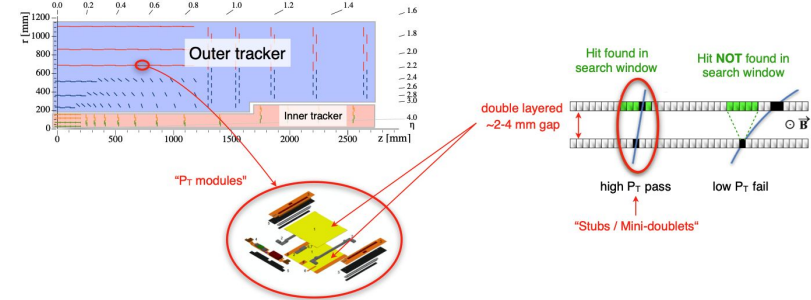 0.0 0.2 0.4 0.6 0.8 1.0 1.2 1.4 1.6
r [mm]
1200
1000
800
600
400
200
0
1.8
2.0
2.2
2.4
2.6
2.8
3.0
4.0
η
Outer tracker
Inner tracker
0 500 1000 1500 2000 2500
z [mm]
"PT modules"
double layered
~2-4 mm gap
Hit found in
search window
Hit NOT found in
search window
⊙ B
high PT pass
low PT fail
"Stubs / Mini-doublets"